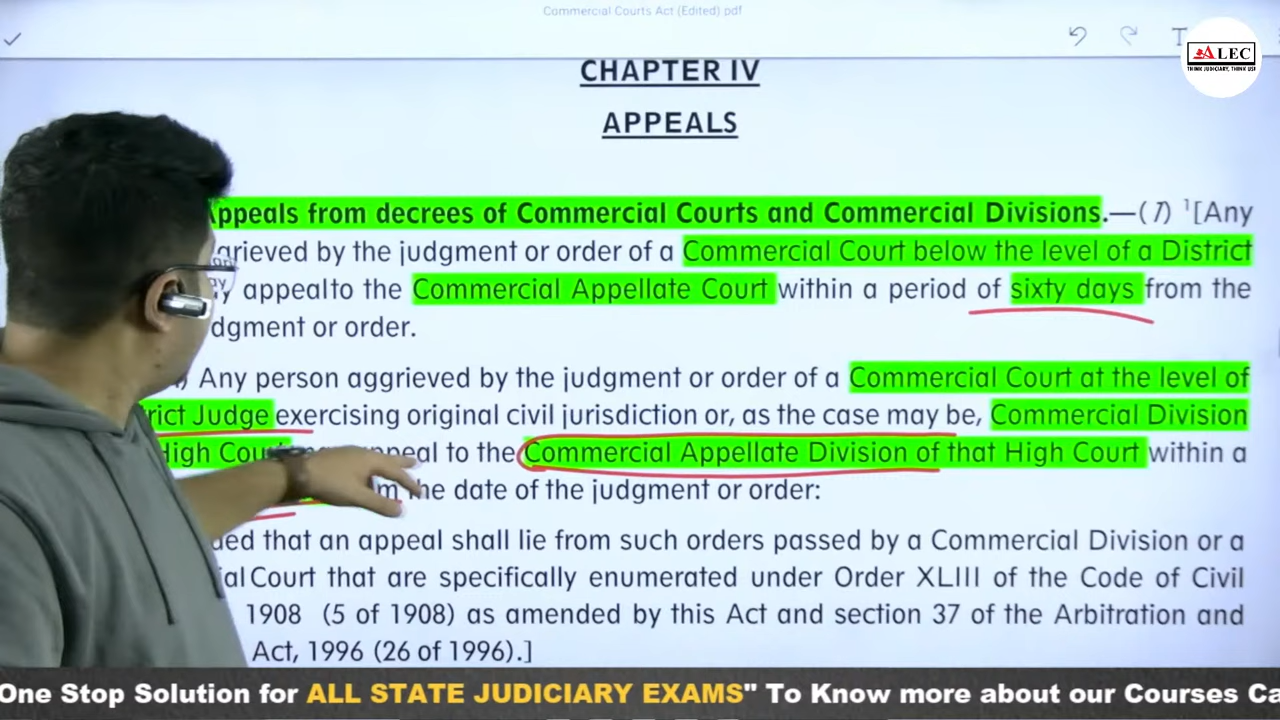 Commercial Courts Act (Edited).pdf
ALEC
THINK JUDICIARY, THINK US!
CHAPTER IV
APPEALS
ppeals from decrees of Commercial Courts and Commercial Divisions.—(1) ¹[Any
grieved by the judgment or order of a Commercial Court below the level of a District
appealto the Commercial Appellate Court within a period of sixty days from the
dgment or order.
Any person aggrieved by the judgment or order of a Commercial Court at the level of
rict Judge exercising original civil jurisdiction or, as the case may be, Commercial Division
High Cou eal to the Commercial Appellate Division of that High Court within a
m the date of the judgment or order:
ded that an appeal shall lie from such orders passed by a Commercial Division or a
ial Court that are specifically enumerated under Order XLIII of the Code of Civil
1908 (5 of 1908) as amended by this Act and section 37 of the Arbitration and
Act, 1996 (26 of 1996).]
One Stop Solution for ALL STATE JUDICIARY EXAMS" To Know more about our Courses Ca